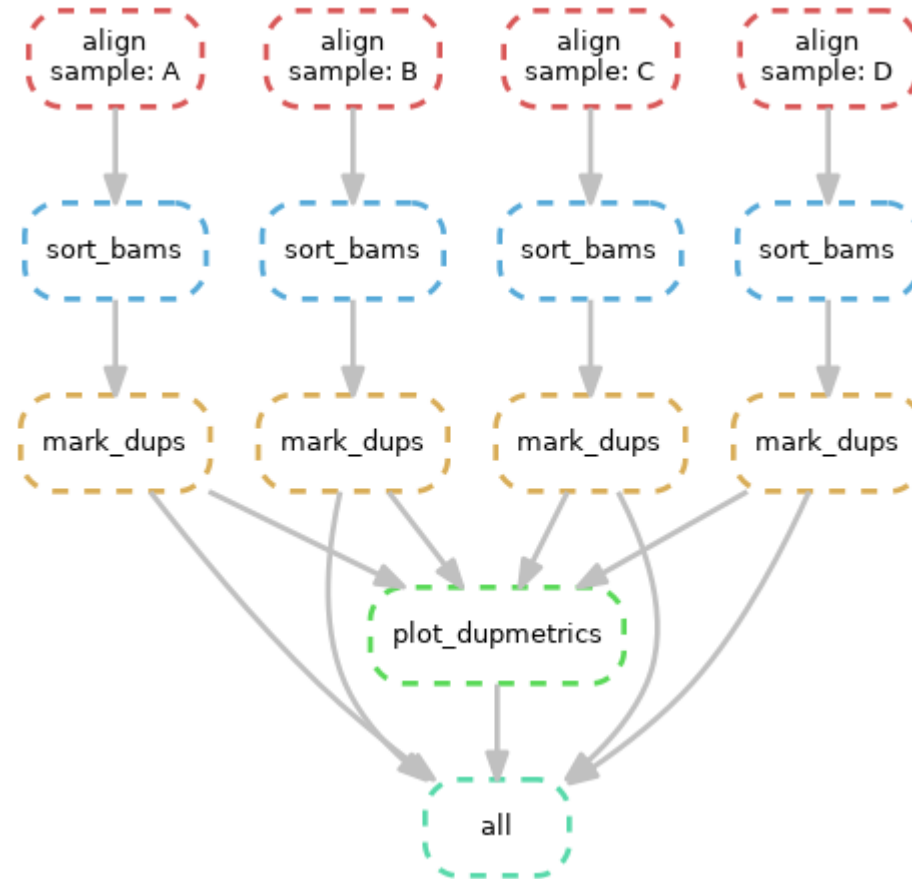 align
sample: A
align
sample: B
align
sample: C
align
sample: D
sort_bams
sort_bams
sort_bams
sort_bams
mark_dups
mark_dups
mark_dups
mark_dups
plot_dupmetrics
all